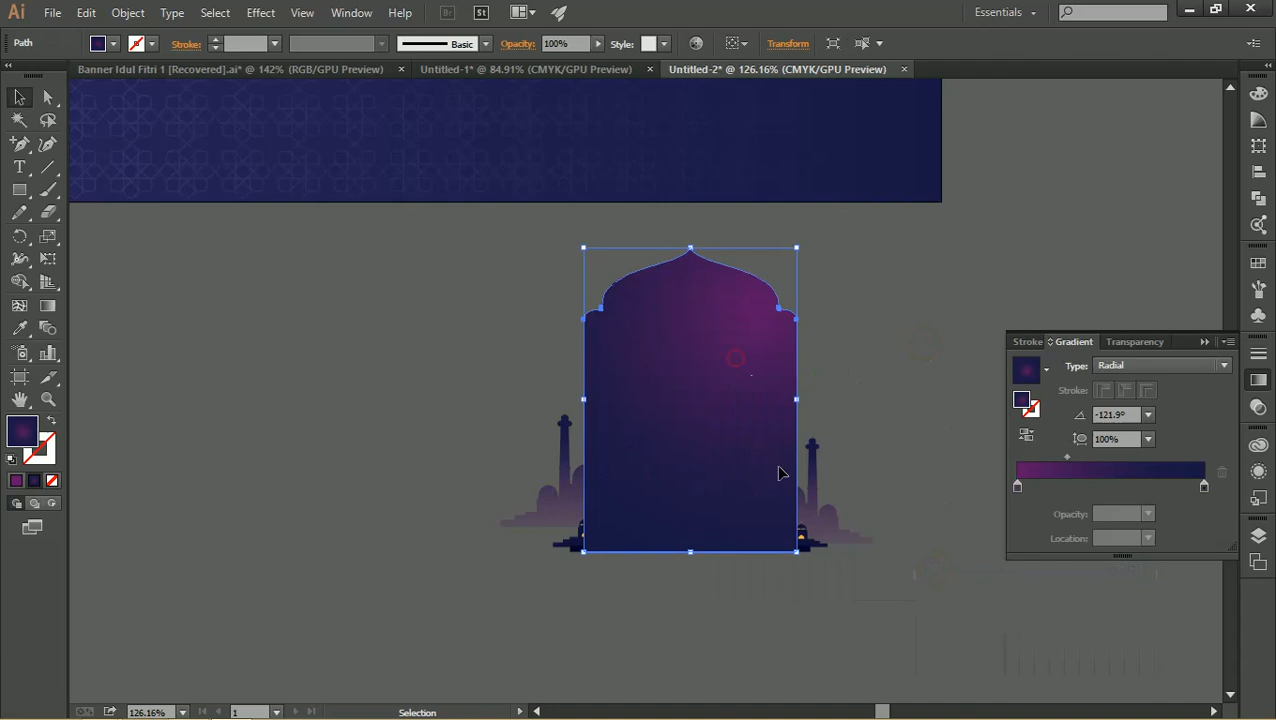 Ai File Edit Object Type Select Effect View Window Help Br St Essentials
Path Stroke: Basic Opacity: 100% Style: Transform
Banner Idul Fitri 1 [Recovered].ai* @ 142% (RGB/GPU Preview) × Untitled-1* @ 84.91% (CMYK/GPU Preview) × Untitled-2* @ 126.16% (CMYK/GPU Preview) ×
Stroke Gradient Transparency
Type: Radial
Stroke:
-121.9°
100%
Opacity:
Location:
126.16% 1 Selection